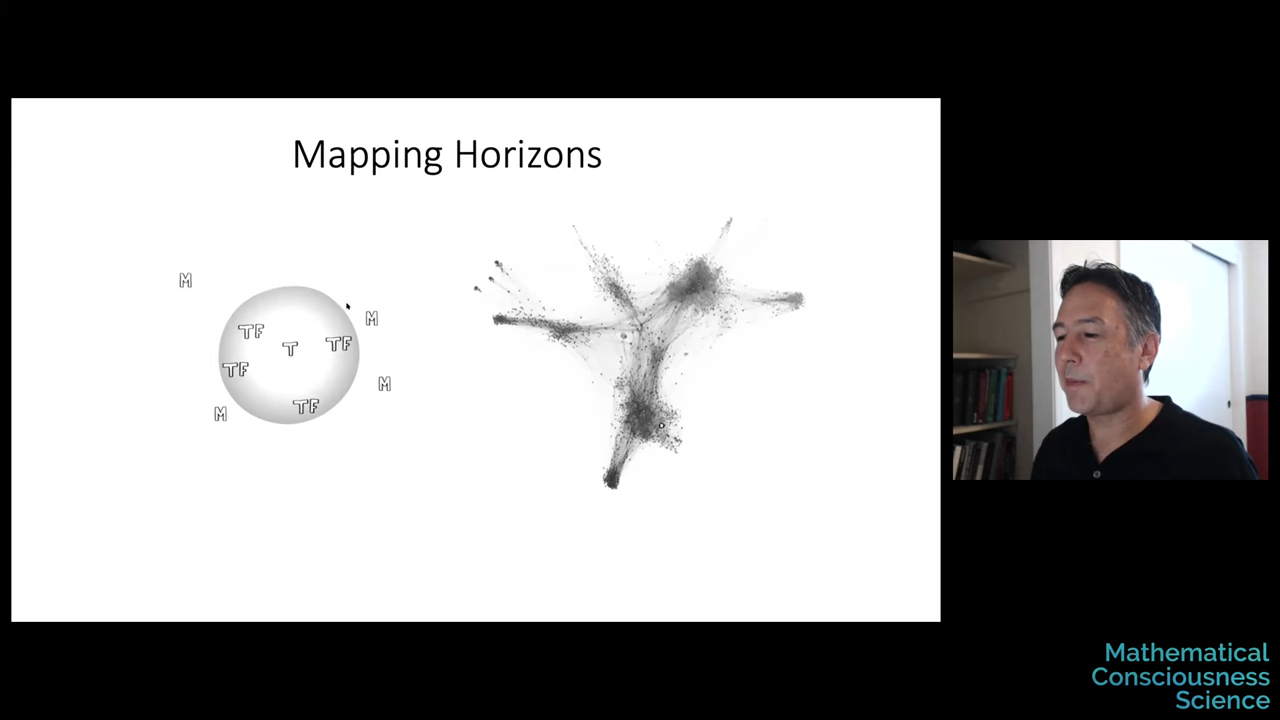 Mapping Horizons
M
M
TF
T
TF
TF
M
TF
M
Mathematical
Consciousness
Science